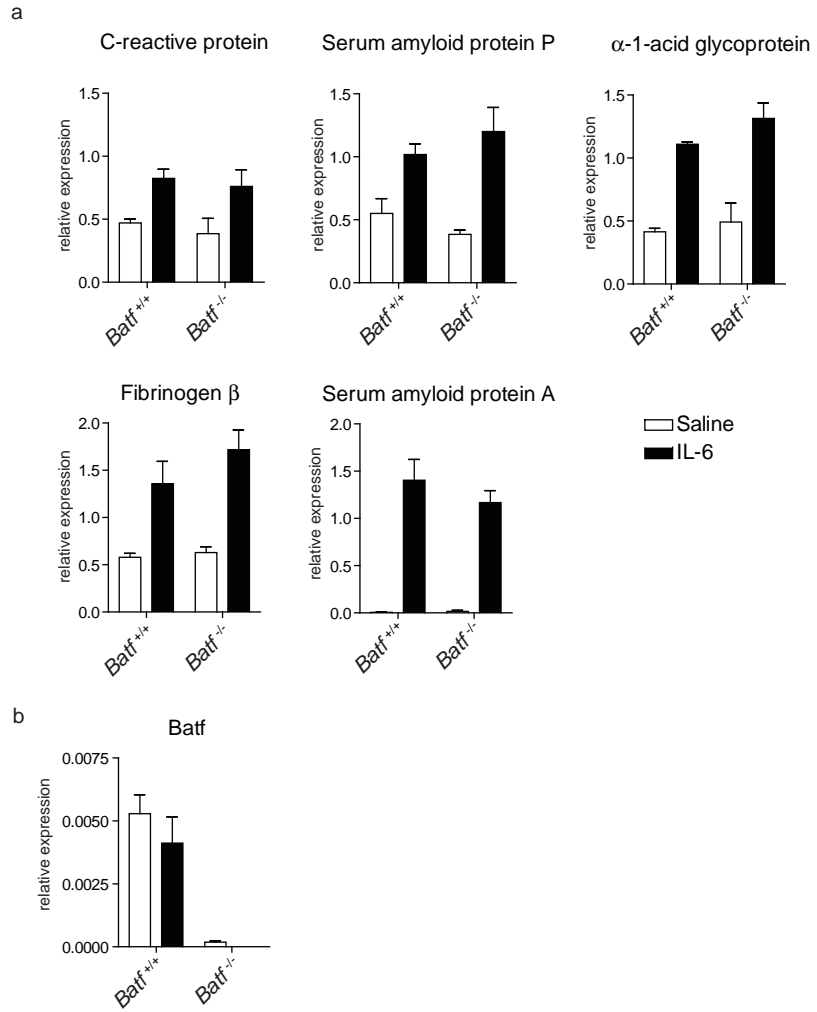 a
C-reactive protein
relative expression
1.5
1.0
0.5
0.0
Batf +/+
Batf -/-
Serum amyloid protein P
relative expression
1.5
1.0
0.5
0.0
Batf +/+
Batf -/-
α-1-acid glycoprotein
relative expression
1.5
1.0
0.5
0.0
Batf +/+
Batf -/-
Fibrinogen β
relative expression
2.0
1.5
1.0
0.5
0.0
Batf +/+
Batf -/-
Serum amyloid protein A
relative expression
2.0
1.5
1.0
0.5
0.0
Batf +/+
Batf -/-
Saline
IL-6
b
Batf
relative expression
0.0075
0.0050
0.0025
0.0000
Batf +/+
Batf -/-